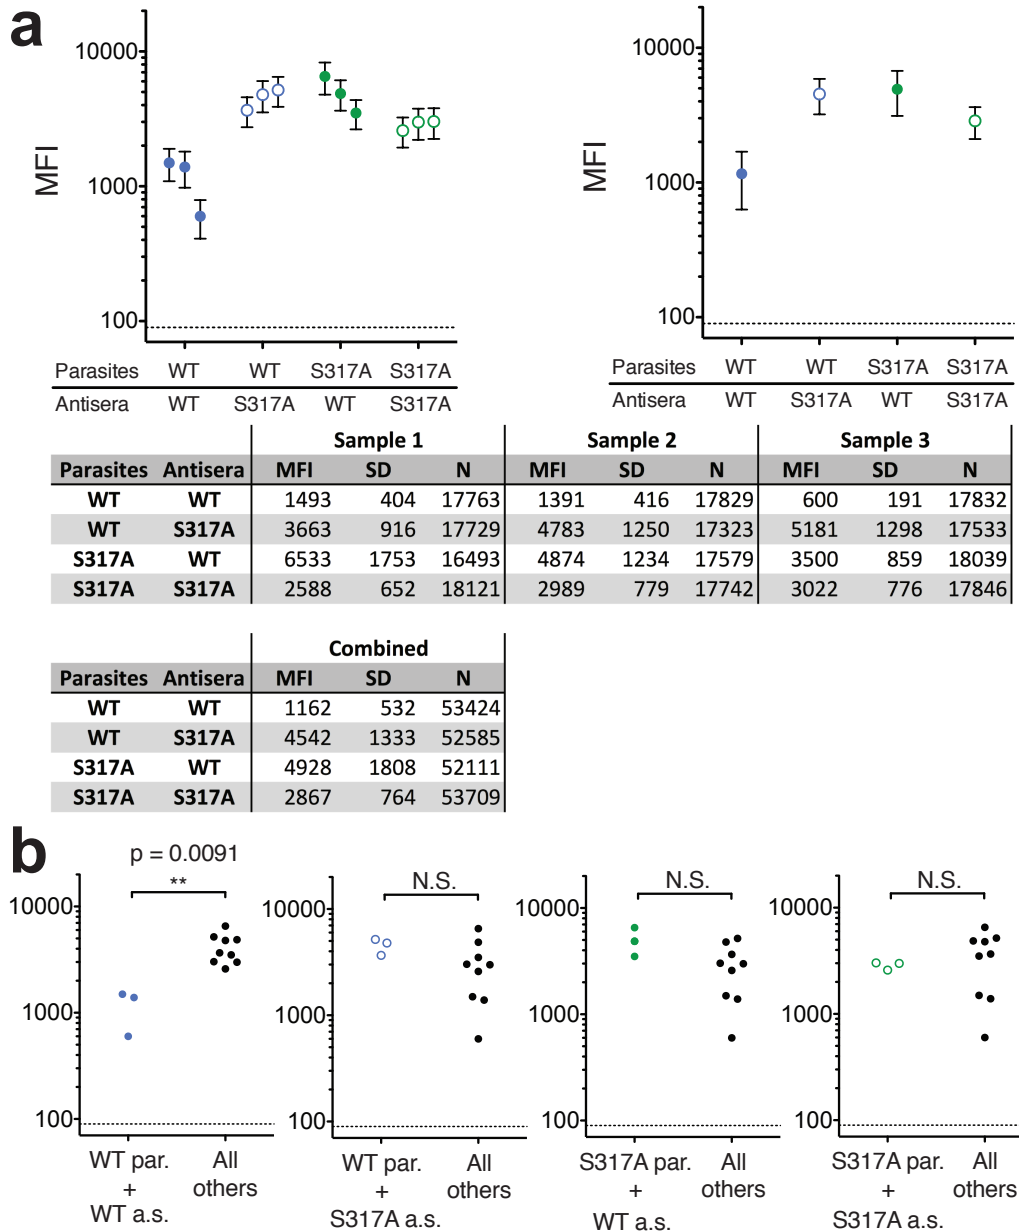 a
10000
1000
100
MFI
Parasites WT WT S317A S317A
Antisera WT S317A WT S317A
10000
1000
100
MFI
Parasites WT WT S317A S317A
Antisera WT S317A WT S317A
Sample 1 Sample 2 Sample 3
Parasites Antisera MFI SD N MFI SD N MFI SD N
WT WT 1493 404 17763 1391 416 17829 600 191 17832
WT S317A 3663 916 17729 4783 1250 17323 5181 1298 17533
S317A WT 6533 1753 16493 4874 1234 17579 3500 859 18039
S317A S317A 2588 652 18121 2989 779 17742 3022 776 17846
Combined
Parasites Antisera MFI SD N
WT WT 1162 532 53424
WT S317A 4542 1333 52585
S317A WT 4928 1808 52111
S317A S317A 2867 764 53709
b
p = 0.0091
**
10000
1000
100
WT par. All
+ others
WT a.s.
N.S.
10000
1000
100
WT par. All
+ others
S317A a.s.
N.S.
10000
1000
100
S317A par. All
+ others
WT a.s.
N.S.
10000
1000
100
S317A par. All
+ others
S317A a.s.